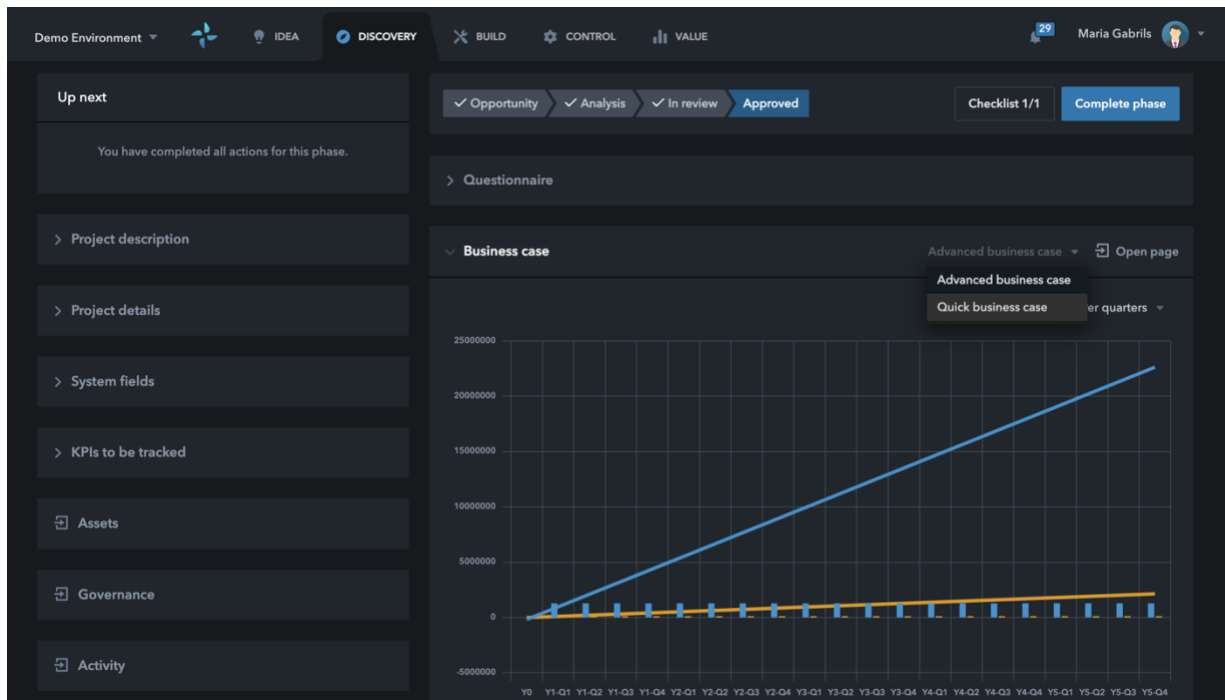 Demo Environment
IDEA
DISCOVERY
BUILD
CONTROL
VALUE
29
Maria Gabrils
Up next
You have completed all actions for this phase.
Project description
Project details
System fields
KPIs to be tracked
Assets
Governance
Activity
Opportunity
Analysis
In review
Approved
Checklist 1/1
Complete phase
Questionnaire
Business case
Advanced business case
Open page
Advanced business case
Quick business case
er quarters
25000000
20000000
15000000
10000000
5000000
0
-5000000
Y0 Y1-Q1 Y1-Q2 Y1-Q3 Y1-Q4 Y2-Q1 Y2-Q2 Y2-Q3 Y2-Q4 Y3-Q1 Y3-Q2 Y3-Q3 Y3-Q4 Y4-Q1 Y4-Q2 Y4-Q3 Y4-Q4 Y5-Q1 Y5-Q2 Y5-Q3 Y5-Q4